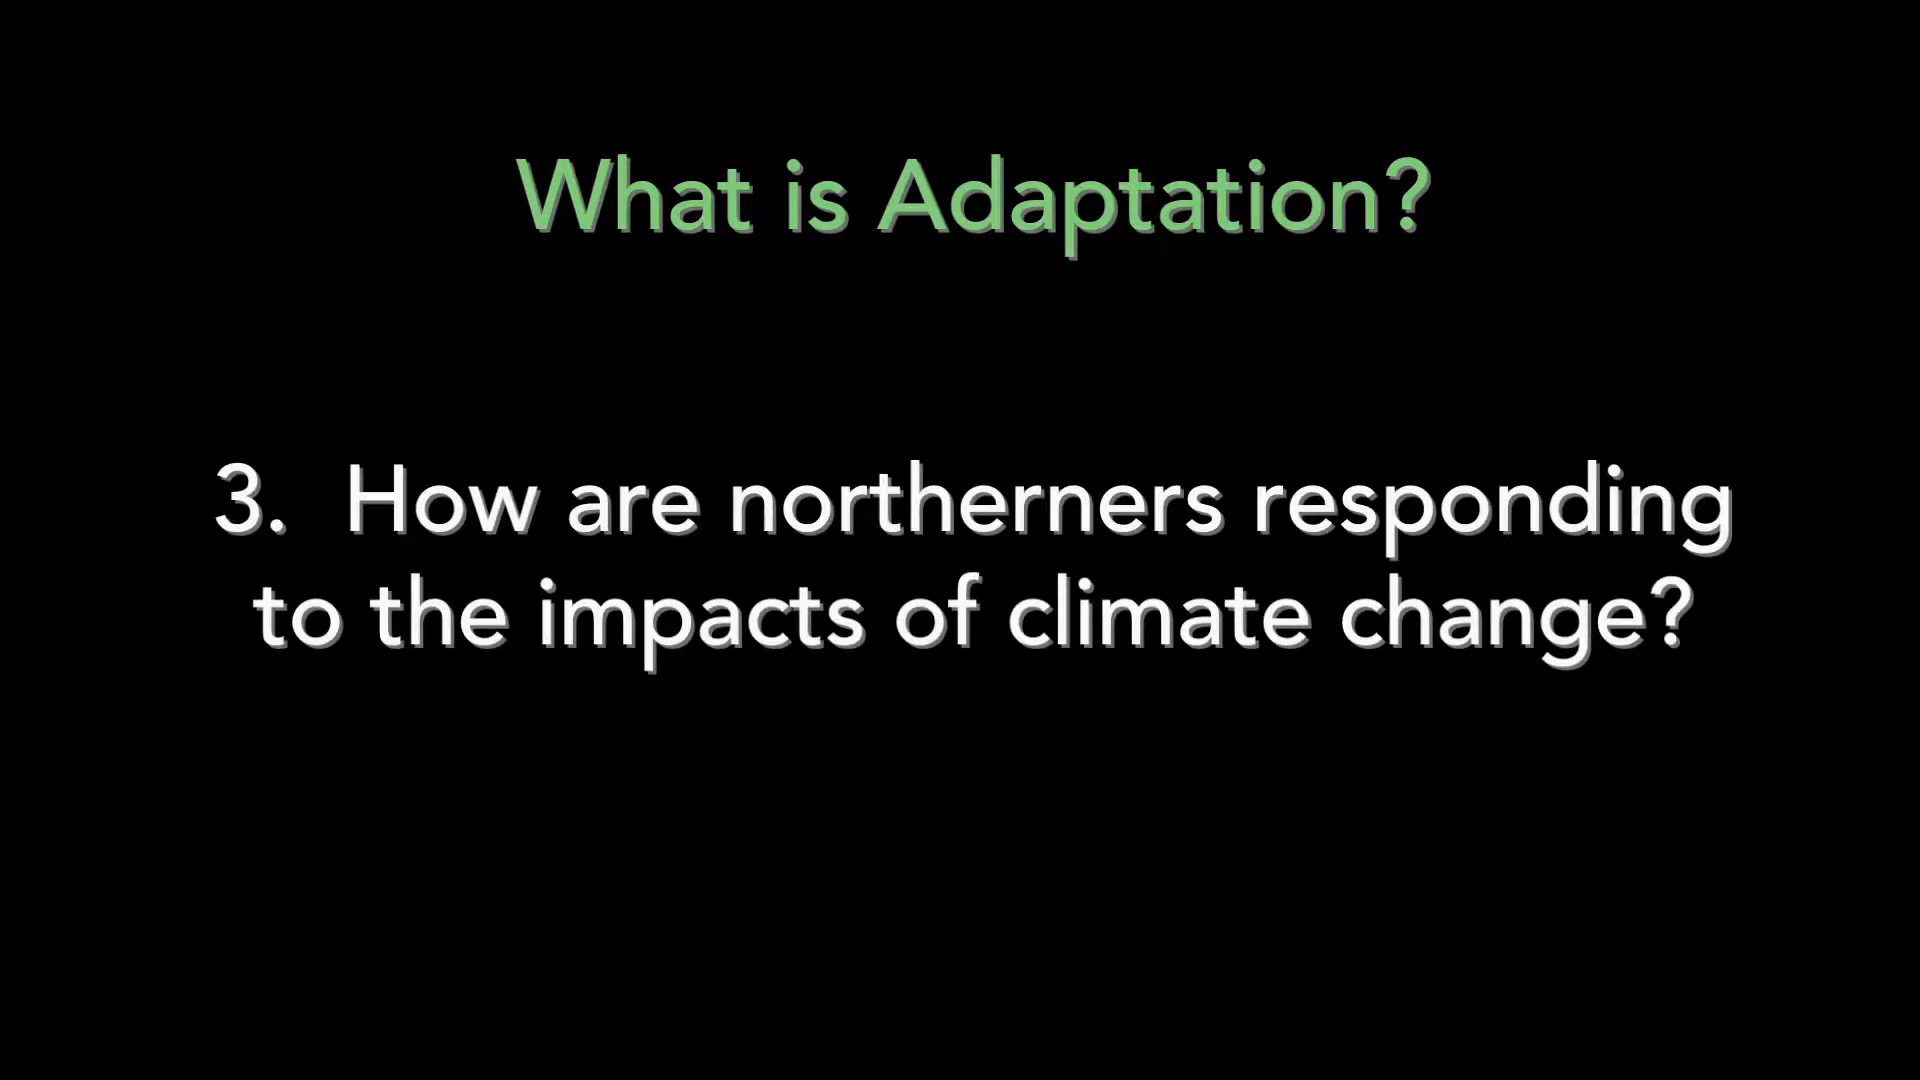 What is Adaptation?
3. How are northerners responding
to the impacts of climate change?